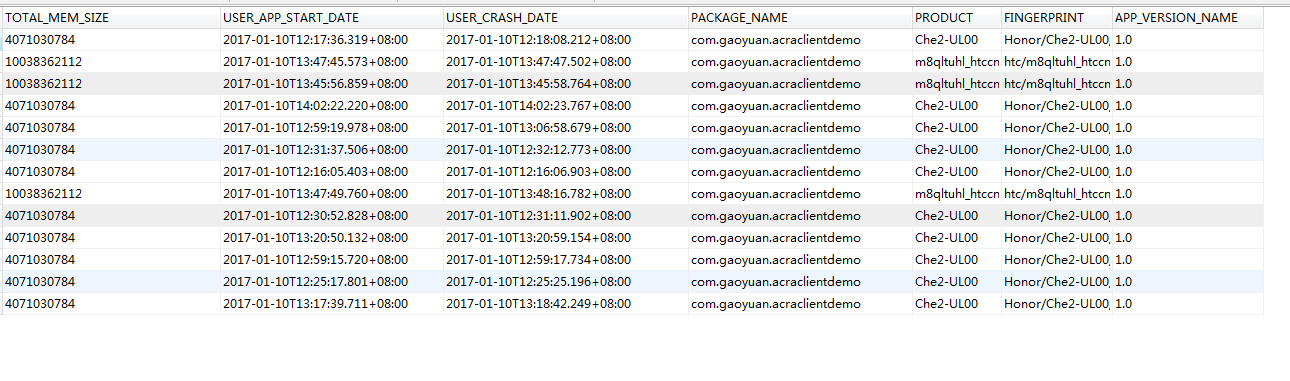 TOTAL_MEM_SIZE USER_APP_START_DATE USER_CRASH_DATE PACKAGE_NAME PRODUCT FINGERPRINT APP_VERSION_NAME
4071030784 2017-01-10T12:17:36.319+08:00 2017-01-10T12:18:08.212+08:00 com.gaoyuan.acraclientdemo Che2-UL00 Honor/Che2-UL00, 1.0
10038362112 2017-01-10T13:47:45.573+08:00 2017-01-10T13:47:47.502+08:00 com.gaoyuan.acraclientdemo m8qltuhl_htccn htc/m8qltuhl_htccn 1.0
10038362112 2017-01-10T13:45:56.859+08:00 2017-01-10T13:45:58.764+08:00 com.gaoyuan.acraclientdemo m8qltuhl_htccn htc/m8qltuhl_htccn 1.0
4071030784 2017-01-10T14:02:22.220+08:00 2017-01-10T14:02:23.767+08:00 com.gaoyuan.acraclientdemo Che2-UL00 Honor/Che2-UL00, 1.0
4071030784 2017-01-10T12:59:19.978+08:00 2017-01-10T13:06:58.679+08:00 com.gaoyuan.acraclientdemo Che2-UL00 Honor/Che2-UL00, 1.0
4071030784 2017-01-10T12:31:37.506+08:00 2017-01-10T12:32:12.773+08:00 com.gaoyuan.acraclientdemo Che2-UL00 Honor/Che2-UL00, 1.0
4071030784 2017-01-10T12:16:05.403+08:00 2017-01-10T12:16:06.903+08:00 com.gaoyuan.acraclientdemo Che2-UL00 Honor/Che2-UL00, 1.0
10038362112 2017-01-10T13:47:49.760+08:00 2017-01-10T13:48:16.782+08:00 com.gaoyuan.acraclientdemo m8qltuhl_htccn htc/m8qltuhl_htccn 1.0
4071030784 2017-01-10T12:30:52.828+08:00 2017-01-10T12:31:11.902+08:00 com.gaoyuan.acraclientdemo Che2-UL00 Honor/Che2-UL00, 1.0
4071030784 2017-01-10T13:20:50.132+08:00 2017-01-10T13:20:59.154+08:00 com.gaoyuan.acraclientdemo Che2-UL00 Honor/Che2-UL00, 1.0
4071030784 2017-01-10T12:59:15.720+08:00 2017-01-10T12:59:17.734+08:00 com.gaoyuan.acraclientdemo Che2-UL00 Honor/Che2-UL00, 1.0
4071030784 2017-01-10T12:25:17.801+08:00 2017-01-10T12:25:25.196+08:00 com.gaoyuan.acraclientdemo Che2-UL00 Honor/Che2-UL00, 1.0
4071030784 2017-01-10T13:17:39.711+08:00 2017-01-10T13:18:42.249+08:00 com.gaoyuan.acraclientdemo Che2-UL00 Honor/Che2-UL00, 1.0